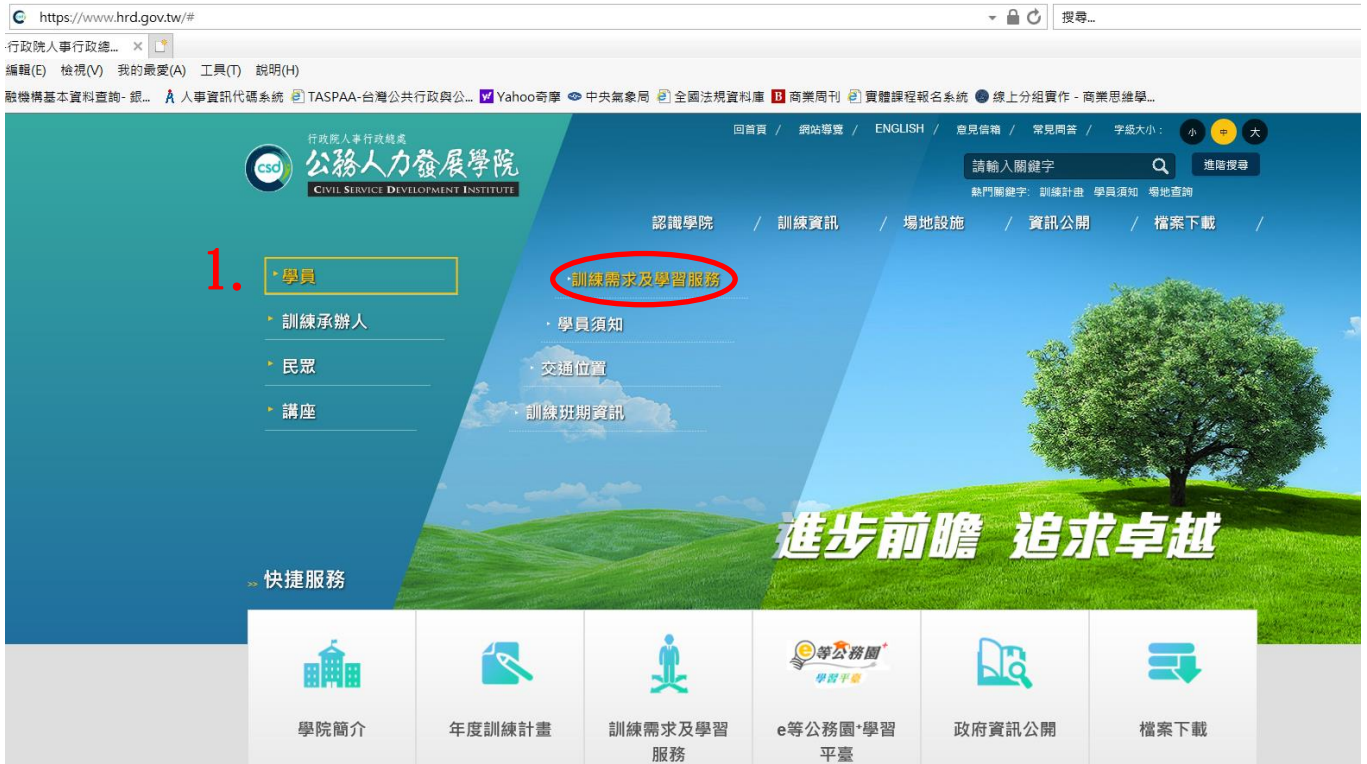 https://www.hrd.gov.tw/#
搜尋...
行政院人事行政總...
編輯(E) 檢視(V) 我的最愛(A) 工具(T) 說明(H)
融機構基本資料查詢- 銀... 人事資訊代碼系統 TASPAA-台灣公共行政與公... Yahoo奇摩 中央氣象局 全國法規資料庫 商業周刊 實體課程報名系統 線上分組實作 - 商業思維學...
回首頁 / 網站導覽 / ENGLISH / 意見信箱 / 常見問答 / 字級大小: 小 中 大
行政院人事行政總處
csdi 公務人力發展學院
CIVIL SERVICE DEVELOPMENT INSTITUTE
請輸入關鍵字 進階搜尋
熱門關鍵字: 訓練計畫 學員須知 場地查詢
認識學院 / 訓練資訊 / 場地設施 / 資訊公開 / 檔案下載 /
1. 學員 ·訓練需求及學習服務
訓練承辦人 ·學員須知
民眾 ·交通位置
講座 ·訓練班期資訊
進步前瞻 追求卓越
快捷服務
e等公務園+
學習平臺
學院簡介 年度訓練計畫 訓練需求及學習 e等公務園+學習 政府資訊公開 檔案下載
服務 平臺